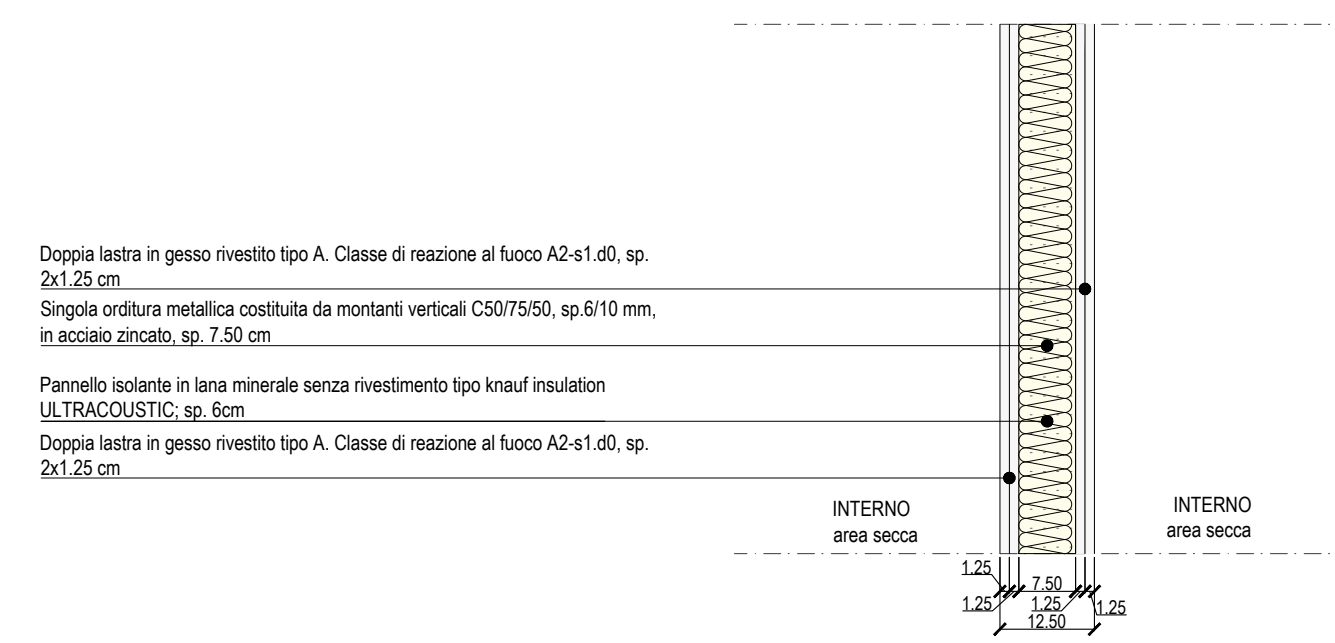 Doppia lastra in gesso rivestito tipo A. Classe di reazione al fuoco A2-s1.d0, sp.
2x1.25 cm
Singola orditura metallica costituita da montanti verticali C50/75/50, sp.6/10 mm,
in acciaio zincato, sp. 7.50 cm
Pannello isolante in lana minerale senza rivestimento tipo knauf insulation
ULTRACOUSTIC; sp. 6cm
Doppia lastra in gesso rivestito tipo A. Classe di reazione al fuoco A2-s1.d0, sp.
2x1.25 cm
INTERNO
area secca
INTERNO
area secca
1.25
7.50
1.25
1.25
1.25
12.50